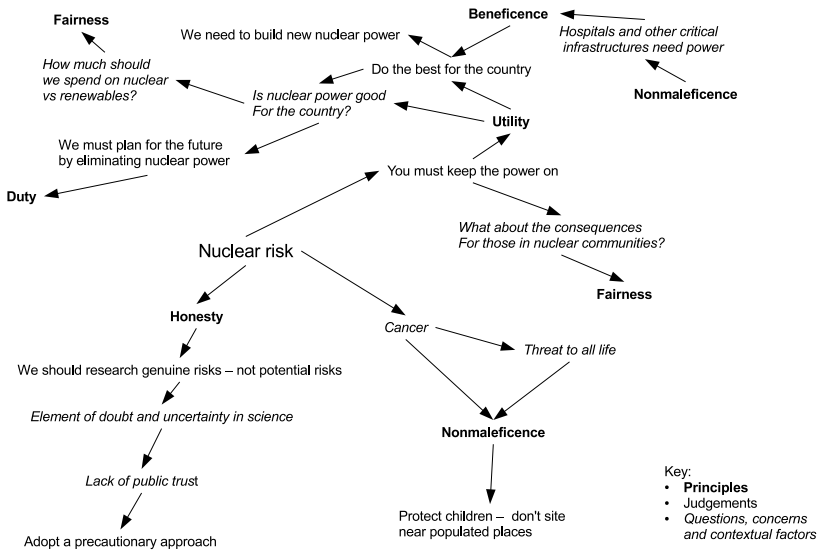 Beneficence
Fairness
We need to build new nuclear power
Hospitals and other critical
infrastructures need power
How much should
we spend on nuclear
vs renewables?
Do the best for the country
Nonmaleficence
Is nuclear power good
For the country?
Utility
We must plan for the future
by eliminating nuclear power
You must keep the power on
Duty
What about the consequences
For those in nuclear communities?
Nuclear risk
Fairness
Honesty
Cancer
Threat to all life
We should research genuine risks – not potential risks
Element of doubt and uncertainty in science
Nonmaleficence
Lack of public trust
Key:
• Principles
• Judgements
• Questions, concerns
and contextual factors
Protect children – don't site
near populated places
Adopt a precautionary approach